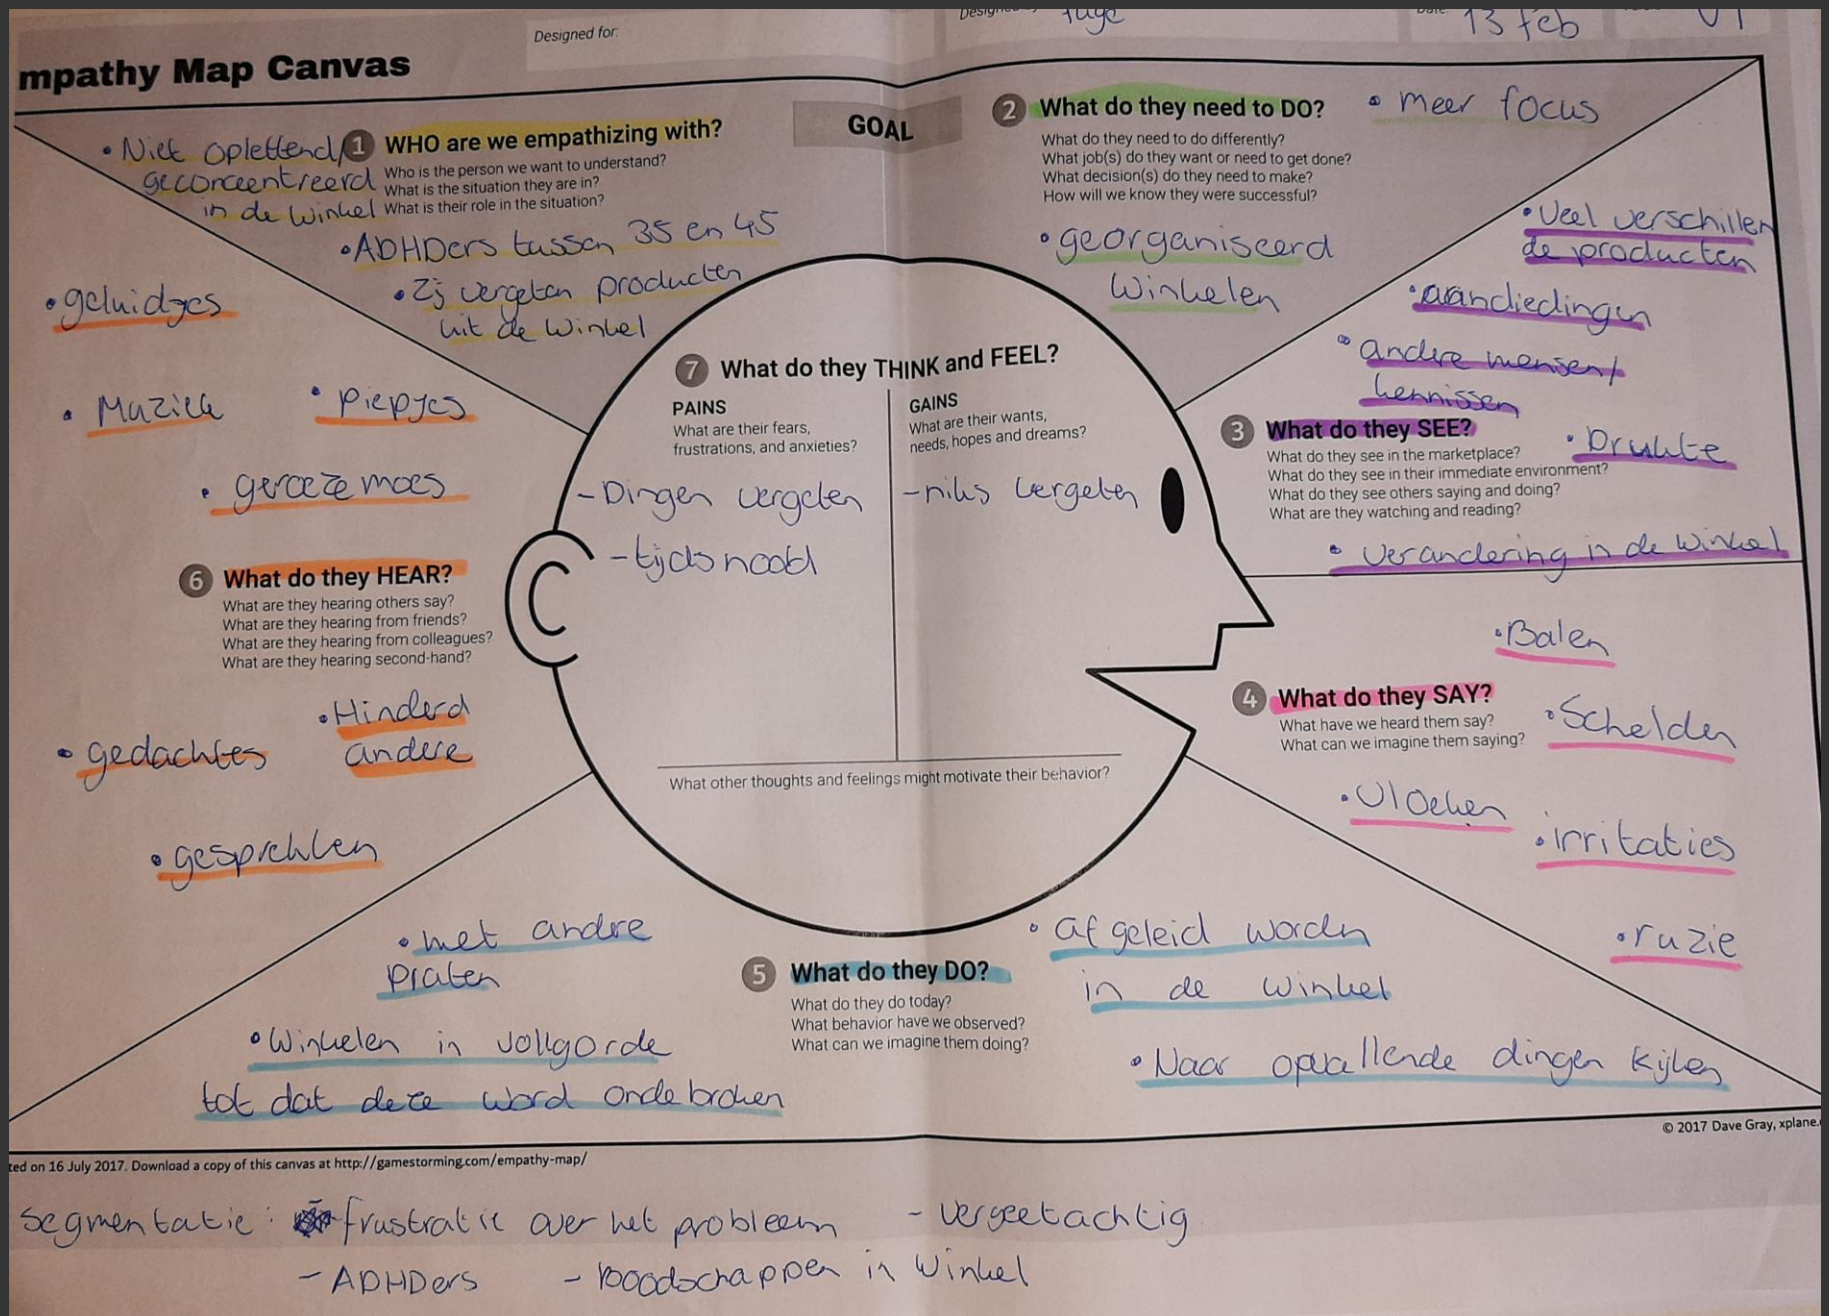 Designed for:
13 feb
mpathy Map Canvas
GOAL
1 WHO are we empathizing with?
Who is the person we want to understand?
What is the situation they are in?
What is their role in the situation?
• Niet oplettend/
geconcentreerd
in de winkel
• ADHDers tussen 35 en 45
• Zij vergeten producten
uit de winkel
2 What do they need to DO?
What do they need to do differently?
What job(s) do they want or need to get done?
What decision(s) do they need to make?
How will we know they were successful?
• meer focus
• georganiseerd
winkelen
• Veel verschillen
de producten
• aandiedingen
• andere mensen/
kennissen
3 What do they SEE?
What do they see in the marketplace?
What do they see in their immediate environment?
What do they see others saying and doing?
What are they watching and reading?
• Drukte
• verandering in de winkel
4 What do they SAY?
What have we heard them say?
What can we imagine them saying?
• Balen
• Schelden
• Vloeken
• irritaties
• ruzie
5 What do they DO?
What do they do today?
What behavior have we observed?
What can we imagine them doing?
• met andre
praten
• Winkelen in vollgorde
tot dat deze word ondebroken
• afgeleid worden
in de winkel
• Naar opvallende dingen kijken
6 What do they HEAR?
What are they hearing others say?
What are they hearing from friends?
What are they hearing from colleagues?
What are they hearing second-hand?
• geluidjes
• Muziek
• piepjes
• geroezemoes
• Hinderd
andere
• gedachtes
• gesprekken
7 What do they THINK and FEEL?
PAINS
What are their fears,
frustrations, and anxieties?
- Dingen vergeten
- tijdsnood
GAINS
What are their wants,
needs, hopes and dreams?
- niks vergeten
What other thoughts and feelings might motivate their behavior?
© 2017 Dave Gray, xplane.
ted on 16 July 2017. Download a copy of this canvas at http://gamestorming.com/empathy-map/
Segmentatie: - frustratie over het probleem
- vergeetachtig
- ADHDers
- boodschappen in winkel